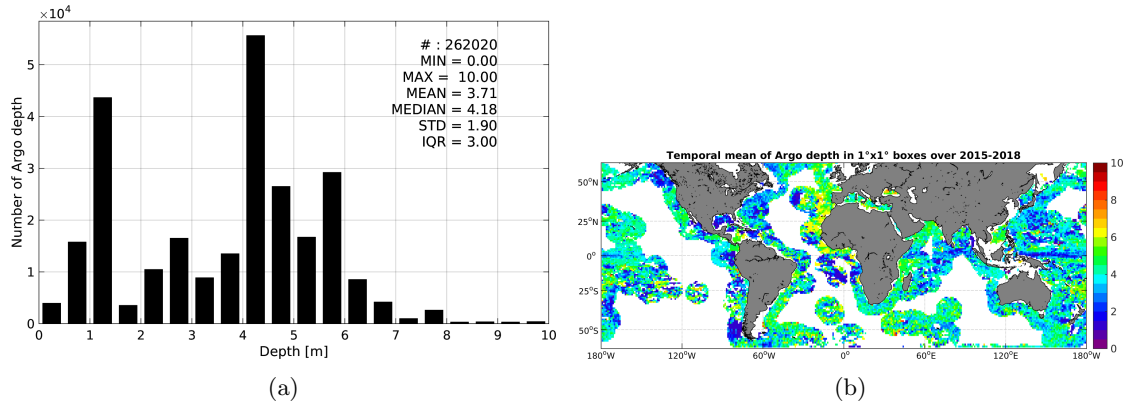 ×10⁴
5
4
3
2
1
0
Number of Argo depth
# : 262020
MIN = 0.00
MAX = 10.00
MEAN = 3.71
MEDIAN = 4.18
STD = 1.90
IQR = 3.00
0 1 2 3 4 5 6 7 8 9 10
Depth [m]
(a)
Temporal mean of Argo depth in 1°x1° boxes over 2015-2018
50°N
25°N
0°
25°S
50°S
180°W 120°W 60°W 0° 60°E 120°E 180°W
10
8
6
4
2
0
(b)